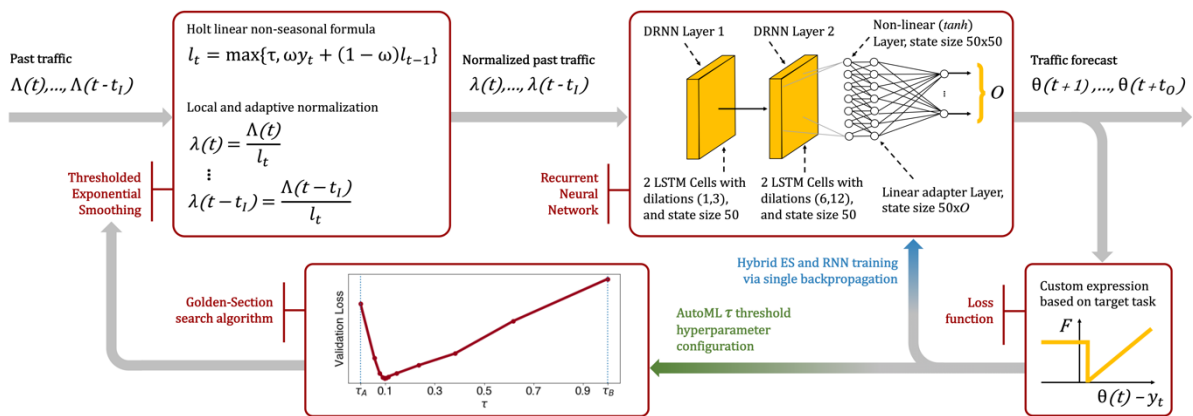 Past traffic
Λ(t),..., Λ(t-t_I)
Thresholded
Exponential
Smoothing
Holt linear non-seasonal formula
l_t = max{τ, ωy_t + (1 − ω)l_{t−1}}
Local and adaptive normalization
λ(t) = Λ(t)/l_t
⋮
λ(t−t_I) = Λ(t−t_I)/l_t
Normalized past traffic
λ(t),..., λ(t-t_I)
Recurrent
Neural
Network
DRNN Layer 1
DRNN Layer 2
Non-linear (tanh)
Layer, state size 50x50
⋮
O
2 LSTM Cells with
dilations (1,3),
and state size 50
2 LSTM Cells with
dilations (6,12),
and state size 50
Linear adapter Layer,
state size 50xO
Traffic forecast
θ(t+1),..., θ(t+t_O)
Hybrid ES and RNN training
via single backpropagation
AutoML τ threshold
hyperparameter
configuration
Loss
function
Custom expression
based on target task
F
θ(t) − y_t
Golden-Section
search algorithm
Validation Loss
τ_A 0.1 0.3 0.5 0.7 0.9 τ_B
τ